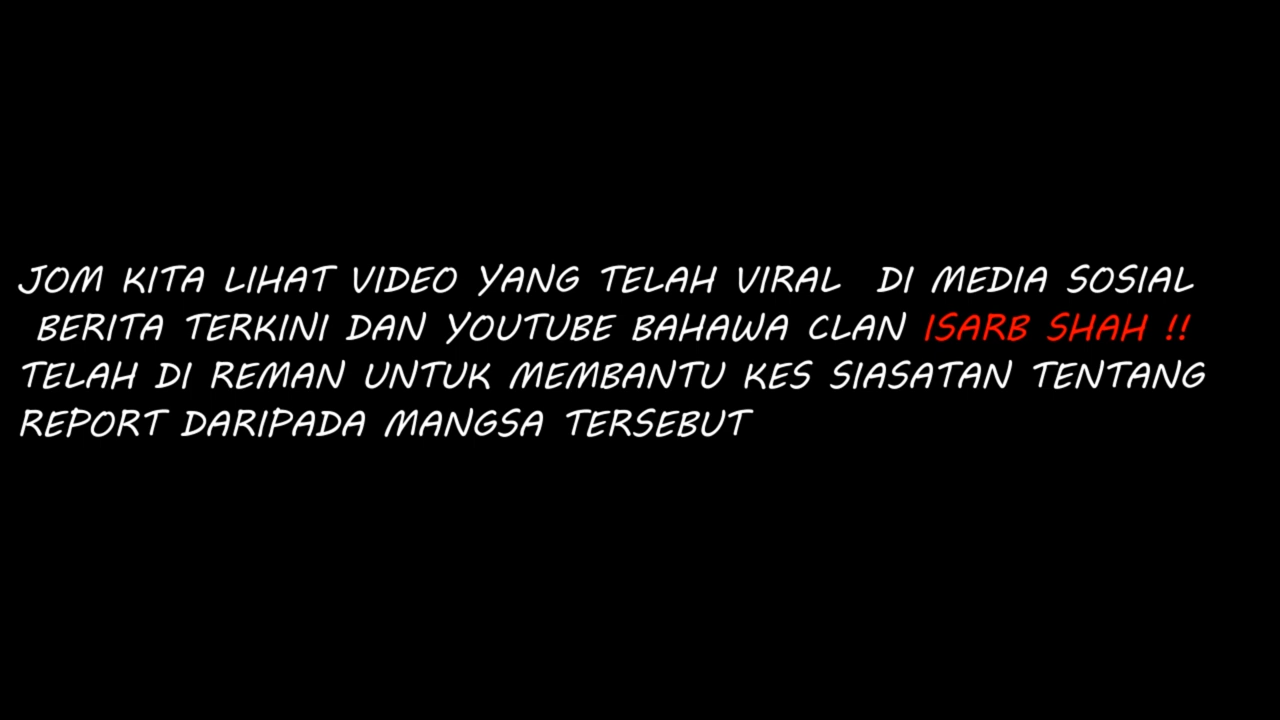 JOM KITA LIHAT VIDEO YANG TELAH VIRAL DI MEDIA SOSIAL
BERITA TERKINI DAN YOUTUBE BAHAWA CLAN ISARB SHAH !!
TELAH DI REMAN UNTUK MEMBANTU KES SIASATAN TENTANG
REPORT DARIPADA MANGSA TERSEBUT